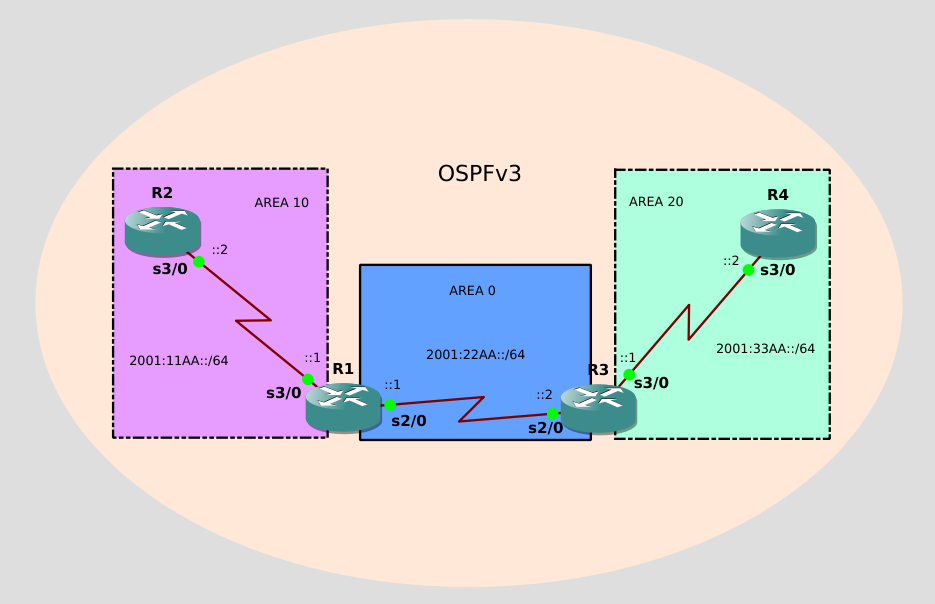 OSPFv3
R2
AREA 10
::2
s3/0
2001:11AA::/64
::1
s3/0
R1
AREA 0
2001:22AA::/64
::1
s2/0
::2
s2/0
R3
AREA 20
R4
::2
s3/0
2001:33AA::/64
::1
s3/0